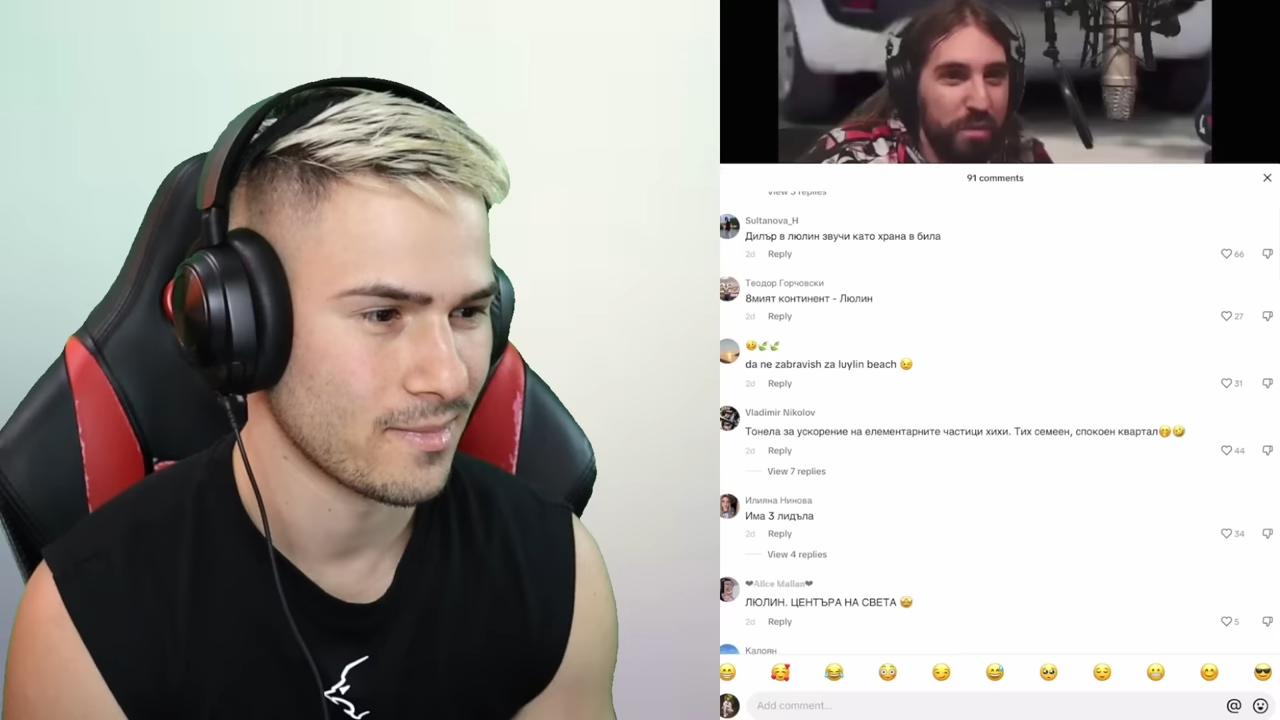 91 comments
View 5 replies
Sultanova_H
Дилър в люлин звучи като храна в била
2d Reply 66
Теодор Горчовски
8мият континент - Люлин
2d Reply 27
🥴🍃🍃
da ne zabravish za luylin beach 😉
2d Reply 31
Vladimir Nikolov
Тонела за ускорение на елементарните частици хихи. Тих семеен, спокоен квартал🤭🤣
2d Reply 44
View 7 replies
Илияна Нинова
Има 3 лидъла
2d Reply 34
View 4 replies
❤Alice Mallan❤
ЛЮЛИН. ЦЕНТЪРА НА СВЕТА 🤩
2d Reply 5
Калоян
Add comment... @